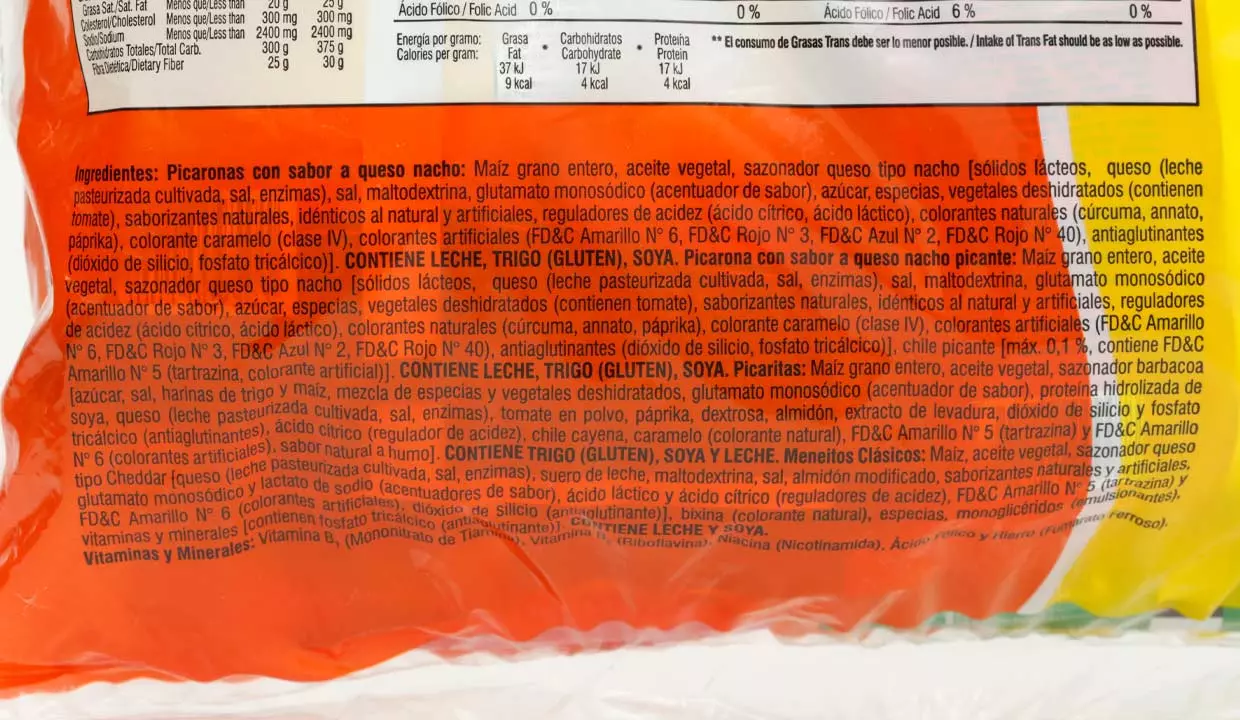 Grasa Sat./Sat. Fat Menos que/Less than 20 g 25 g
Colesterol/Cholesterol Menos que/Less than 300 mg 300 mg
Sodio/Sodium Menos que/Less than 2400 mg 2400 mg
Carbohidratos Totales/Total Carb. 300 g 375 g
Fibra Dietética/Dietary Fiber 25 g 30 g
Ácido Fólico / Folic Acid 0 % 0 % Ácido Fólico / Folic Acid 6 % 0 %
Energía por gramo: Grasa • Carbohidratos • Proteína
Calories per gram: Fat Carbohydrate Protein
37 kJ 17 kJ 17 kJ
9 kcal 4 kcal 4 kcal
** El consumo de Grasas Trans debe ser lo menor posible. / Intake of Trans Fat should be as low as possible.
Ingredientes: Picaronas con sabor a queso nacho: Maíz grano entero, aceite vegetal, sazonador queso tipo nacho [sólidos lácteos, queso (leche
pasteurizada cultivada, sal, enzimas), sal, maltodextrina, glutamato monosódico (acentuador de sabor), azúcar, especias, vegetales deshidratados (contienen
tomate), saborizantes naturales, idénticos al natural y artificiales, reguladores de acidez (ácido cítrico, ácido láctico), colorantes naturales (cúrcuma, annato,
páprika), colorante caramelo (clase IV), colorantes artificiales (FD&C Amarillo Nº 6, FD&C Rojo Nº 3, FD&C Azul Nº 2, FD&C Rojo Nº 40), antiaglutinantes
(dióxido de silicio, fosfato tricálcico)]. CONTIENE LECHE, TRIGO (GLUTEN), SOYA. Picarona con sabor a queso nacho picante: Maíz grano entero, aceite
vegetal, sazonador queso tipo nacho [sólidos lácteos, queso (leche pasteurizada cultivada, sal, enzimas), sal, maltodextrina, glutamato monosódico
(acentuador de sabor), azúcar, especias, vegetales deshidratados (contienen tomate), saborizantes naturales, idénticos al natural y artificiales, reguladores
de acidez (ácido cítrico, ácido láctico), colorantes naturales (cúrcuma, annato, páprika), colorante caramelo (clase IV), colorantes artificiales (FD&C Amarillo
Nº 6, FD&C Rojo Nº 3, FD&C Azul Nº 2, FD&C Rojo Nº 40), antiaglutinantes (dióxido de silicio, fosfato tricálcico)], chile picante [máx. 0,1 %, contiene FD&C
Amarillo Nº 5 (tartrazina, colorante artificial)]. CONTIENE LECHE, TRIGO (GLUTEN), SOYA. Picaritas: Maíz grano entero, aceite vegetal, sazonador barbacoa
[azúcar, sal, harinas de trigo y maíz, mezcla de especias y vegetales deshidratados, glutamato monosódico (acentuador de sabor), proteína hidrolizada de
soya, queso (leche pasteurizada cultivada, sal, enzimas), tomate en polvo, páprika, dextrosa, almidón, extracto de levadura, dióxido de silicio y fosfato
tricálcico (antiaglutinantes), ácido cítrico (regulador de acidez), chile cayena, caramelo (colorante natural), FD&C Amarillo Nº 5 (tartrazina) y FD&C Amarillo
Nº 6 (colorantes artificiales), sabor natural a humo]. CONTIENE TRIGO (GLUTEN), SOYA Y LECHE. Meneitos Clásicos: Maíz, aceite vegetal, sazonador queso
tipo Cheddar [queso (leche pasteurizada cultivada, sal, enzimas), suero de leche, maltodextrina, sal, almidón modificado, saborizantes naturales y artificiales,
glutamato monosódico y lactato de sodio (acentuadores de sabor), ácido láctico y ácido cítrico (reguladores de acidez), FD&C Amarillo Nº 5 (tartrazina) y
FD&C Amarillo Nº 6 (colorantes artificiales), dióxido de silicio (antiaglutinante)], bixina (colorante natural), especias, monoglicéridos (emulsionantes),
vitaminas y minerales [contienen fosfato tricálcico (antiaglutinante)]. CONTIENE LECHE Y SOYA.
Vitaminas y Minerales: Vitamina B₁ (Mononitrato de Tiamina), Vitamina (Riboflavina), Niacina (Nicotinamida), Ácido Fólico y Hierro (Fumarato Ferroso).